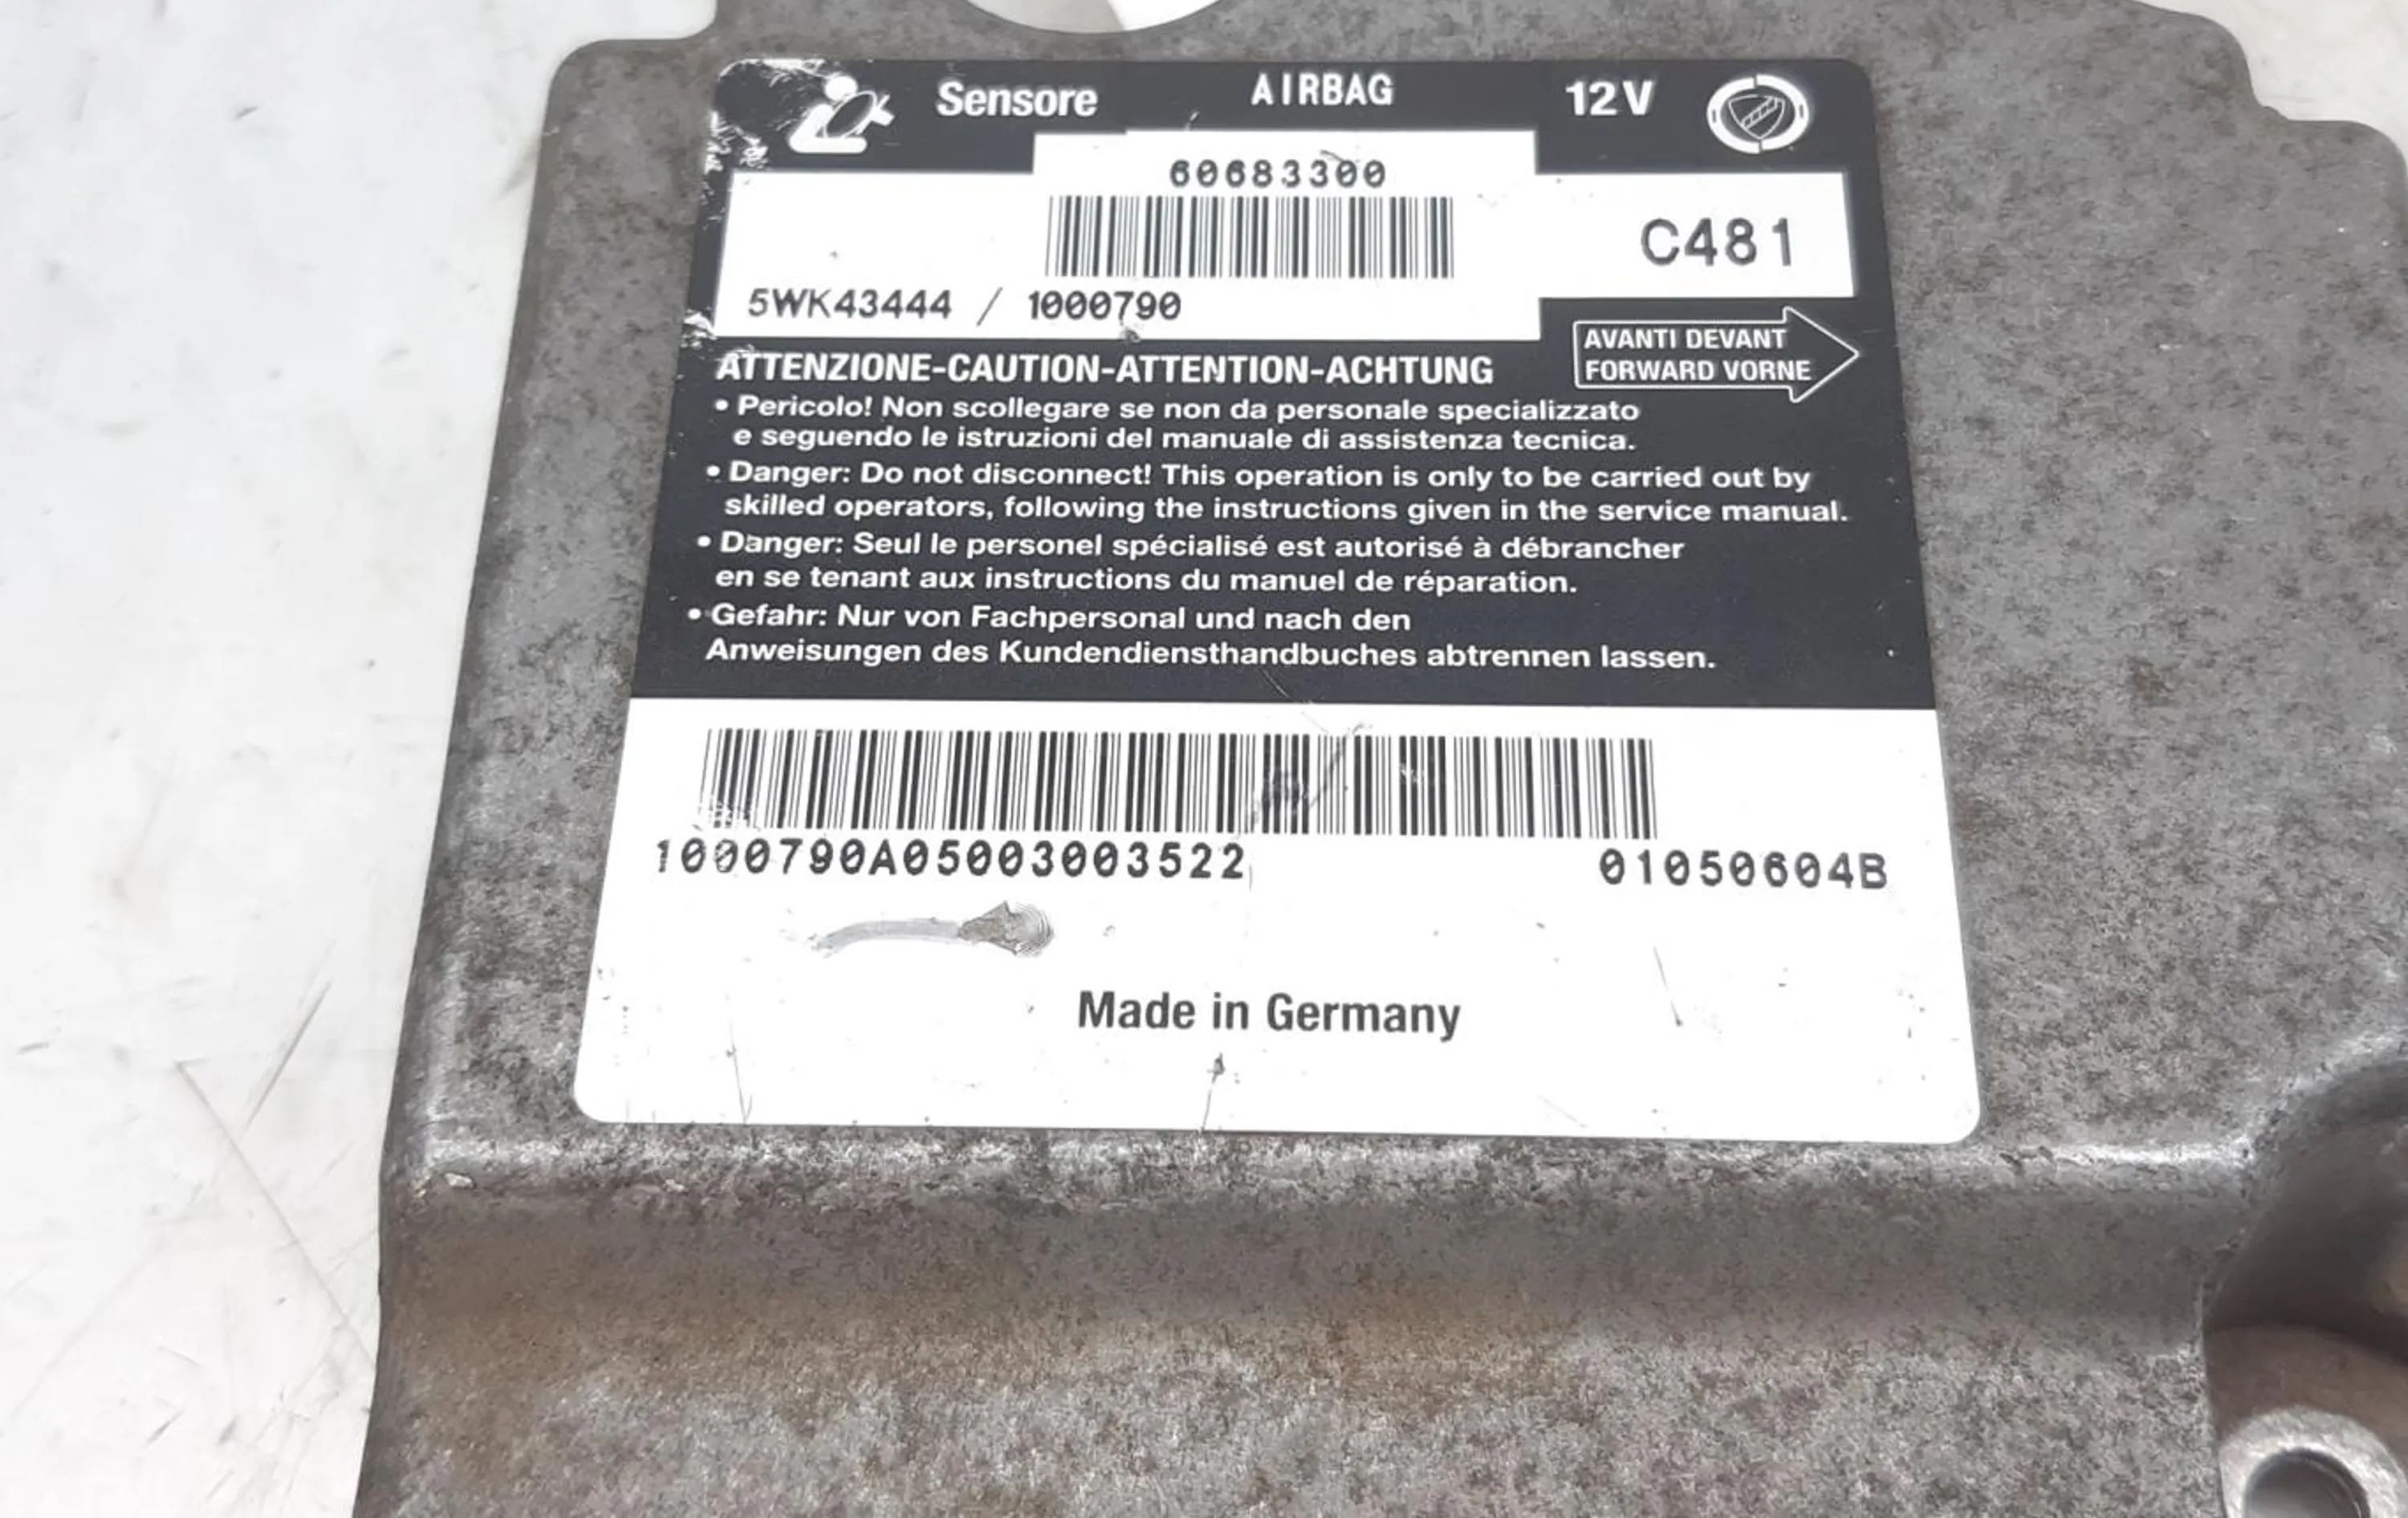 Sensore AIRBAG 12V
60683300
C481
5WK43444 / 1000790
AVANTI DEVANT
FORWARD VORNE
ATTENZIONE-CAUTION-ATTENTION-ACHTUNG
• Pericolo! Non scollegare se non da personale specializzato
e seguendo le istruzioni del manuale di assistenza tecnica.
• Danger: Do not disconnect! This operation is only to be carried out by
skilled operators, following the instructions given in the service manual.
• Danger: Seul le personel spécialisé est autorisé à débrancher
en se tenant aux instructions du manuel de réparation.
• Gefahr: Nur von Fachpersonal und nach den
Anweisungen des Kundendiensthandbuches abtrennen lassen.
1000790A05003003522 01050604B
Made in Germany